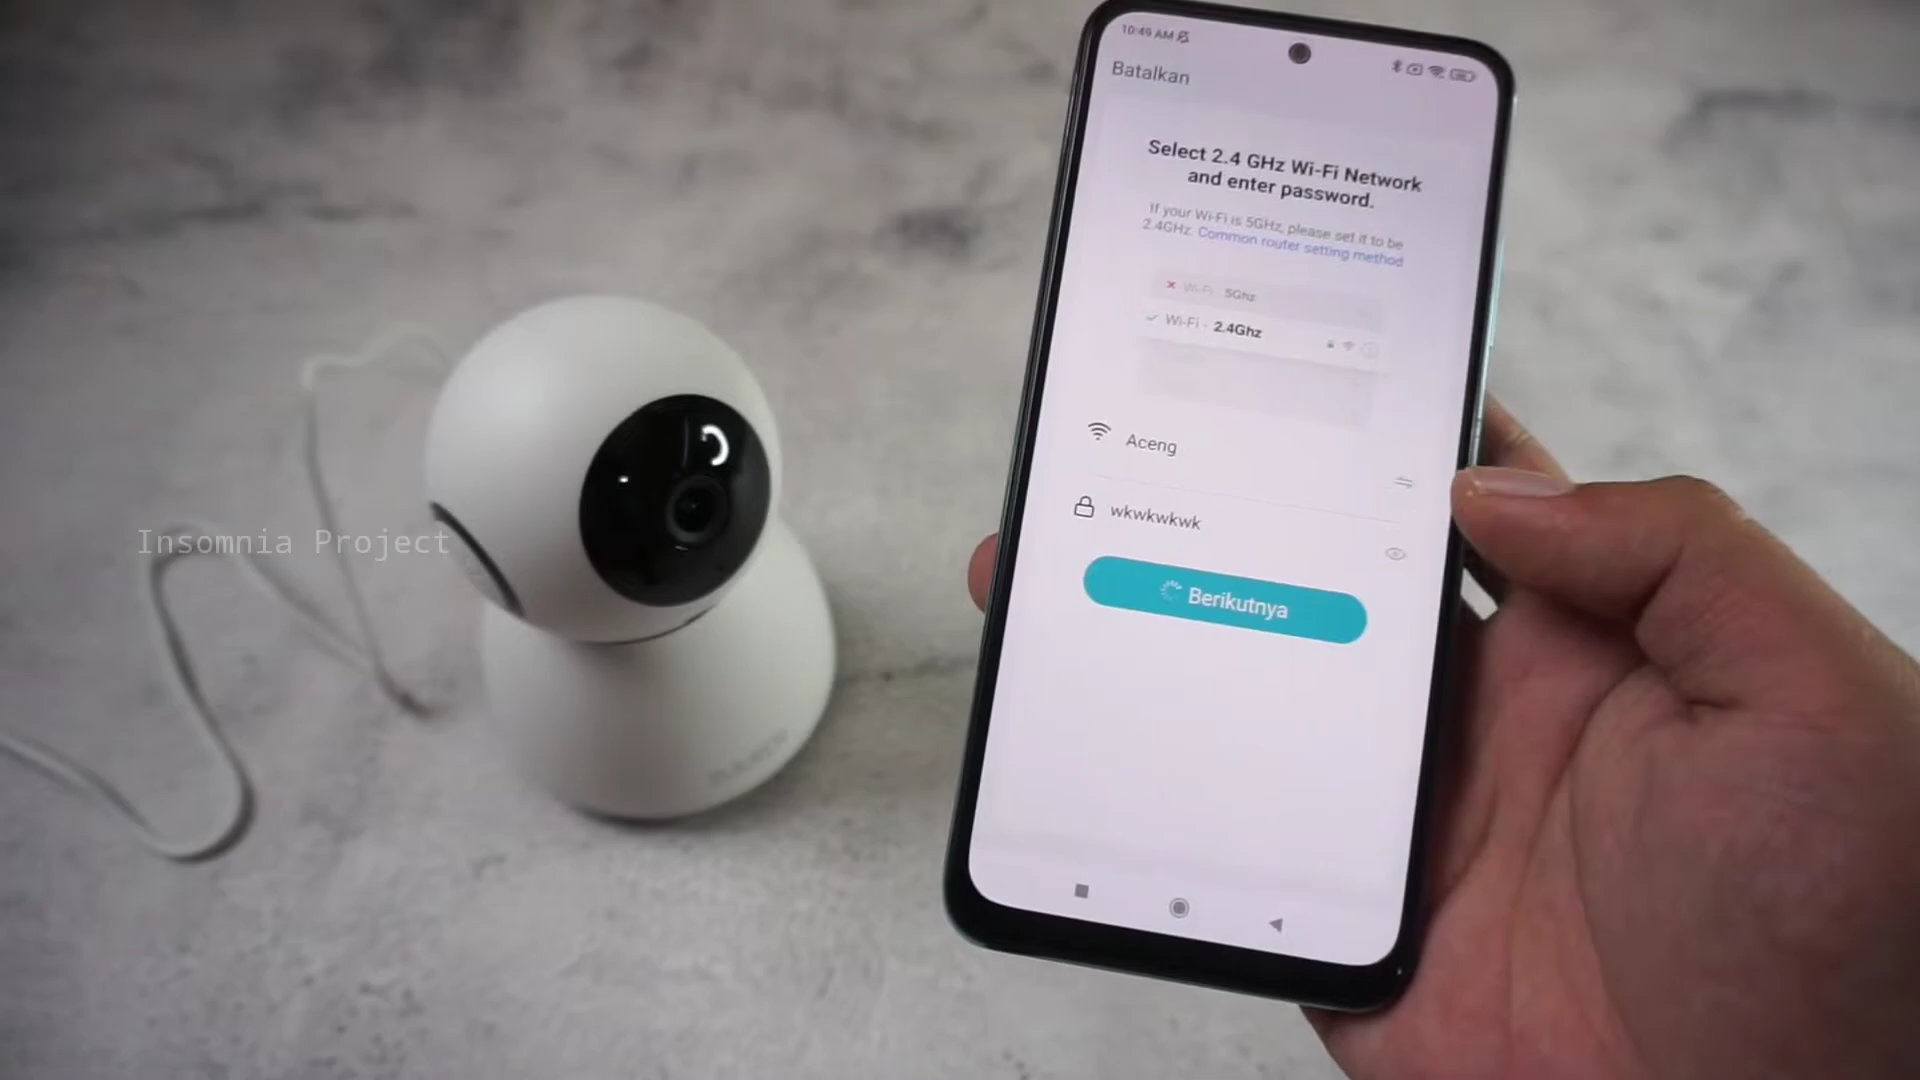 10:49 AM
Batalkan
Select 2.4 GHz Wi-Fi Network
and enter password.
If your Wi-Fi is 5GHz, please set it to be
2.4GHz. Common router setting method
Wi-Fi - 5Ghz
Wi-Fi - 2.4Ghz
Aceng
wkwkwkwk
Berikutnya
Insomnia Project
BARDI